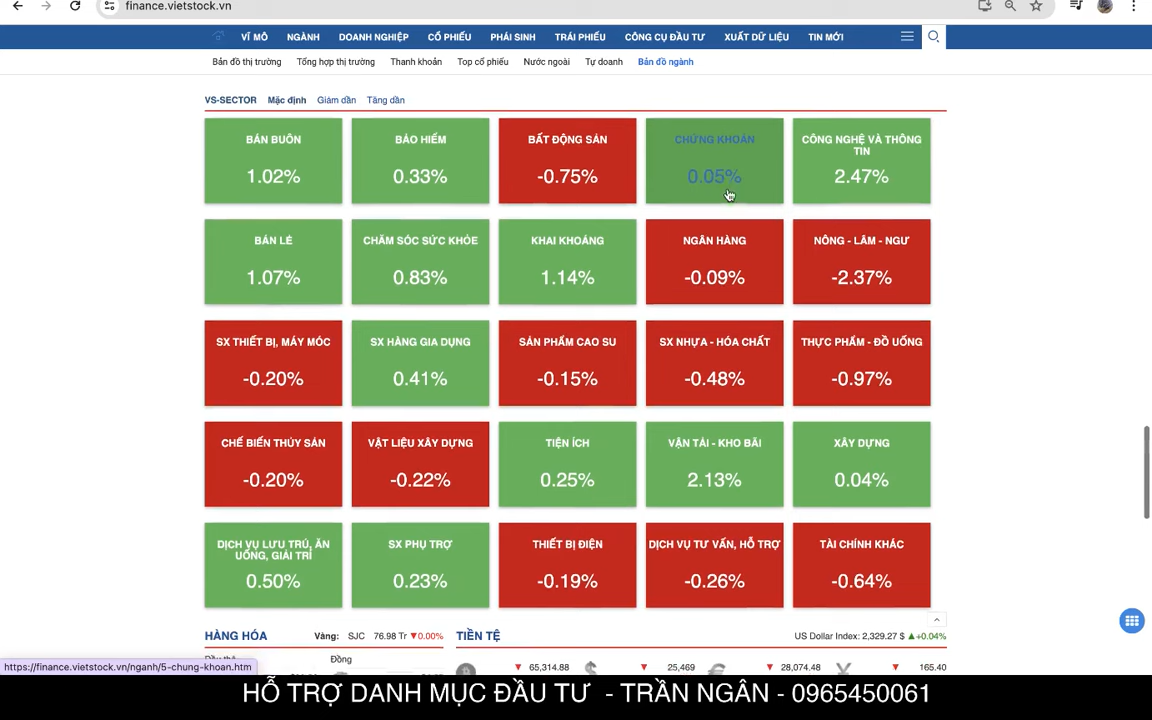 finance.vietstock.vn
VĨ MÔ NGÀNH DOANH NGHIỆP CỔ PHIẾU PHÁI SINH TRÁI PHIẾU CÔNG CỤ ĐẦU TƯ XUẤT DỮ LIỆU TIN MỚI
Bản đồ thị trường Tổng hợp thị trường Thanh khoản Top cổ phiếu Nước ngoài Tự doanh Bản đồ ngành
VS-SECTOR Mặc định Giảm dần Tăng dần
BÁN BUÔN
1.02%
BẢO HIỂM
0.33%
BẤT ĐỘNG SẢN
-0.75%
CHỨNG KHOÁN
0.05%
CÔNG NGHỆ VÀ THÔNG
TIN
2.47%
BÁN LẺ
1.07%
CHĂM SÓC SỨC KHỎE
0.83%
KHAI KHOÁNG
1.14%
NGÂN HÀNG
-0.09%
NÔNG - LÂM - NGƯ
-2.37%
SX THIẾT BỊ, MÁY MÓC
-0.20%
SX HÀNG GIA DỤNG
0.41%
SẢN PHẨM CAO SU
-0.15%
SX NHỰA - HÓA CHẤT
-0.48%
THỰC PHẨM - ĐỒ UỐNG
-0.97%
CHẾ BIẾN THỦY SẢN
-0.20%
VẬT LIỆU XÂY DỰNG
-0.22%
TIỆN ÍCH
0.25%
VẬN TẢI - KHO BÃI
2.13%
XÂY DỰNG
0.04%
DỊCH VỤ LƯU TRÚ, ĂN
UỐNG, GIẢI TRÍ
0.50%
SX PHỤ TRỢ
0.23%
THIẾT BỊ ĐIỆN
-0.19%
DỊCH VỤ TƯ VẤN, HỖ TRỢ
-0.26%
TÀI CHÍNH KHÁC
-0.64%
HÀNG HÓA Vàng: SJC 76.98 Tr ▼0.00% TIỀN TỆ US Dollar Index: 2,329.27 $ ▲+0.04%
Đồng
▼ 65,314.88 $ ▼ 25,469 € ▼ 28,074.48 ¥ ▼ 165.40
https://finance.vietstock.vn/nganh/5-chung-khoan.htm
HỖ TRỢ DANH MỤC ĐẦU TƯ - TRẦN NGÂN - 0965450061